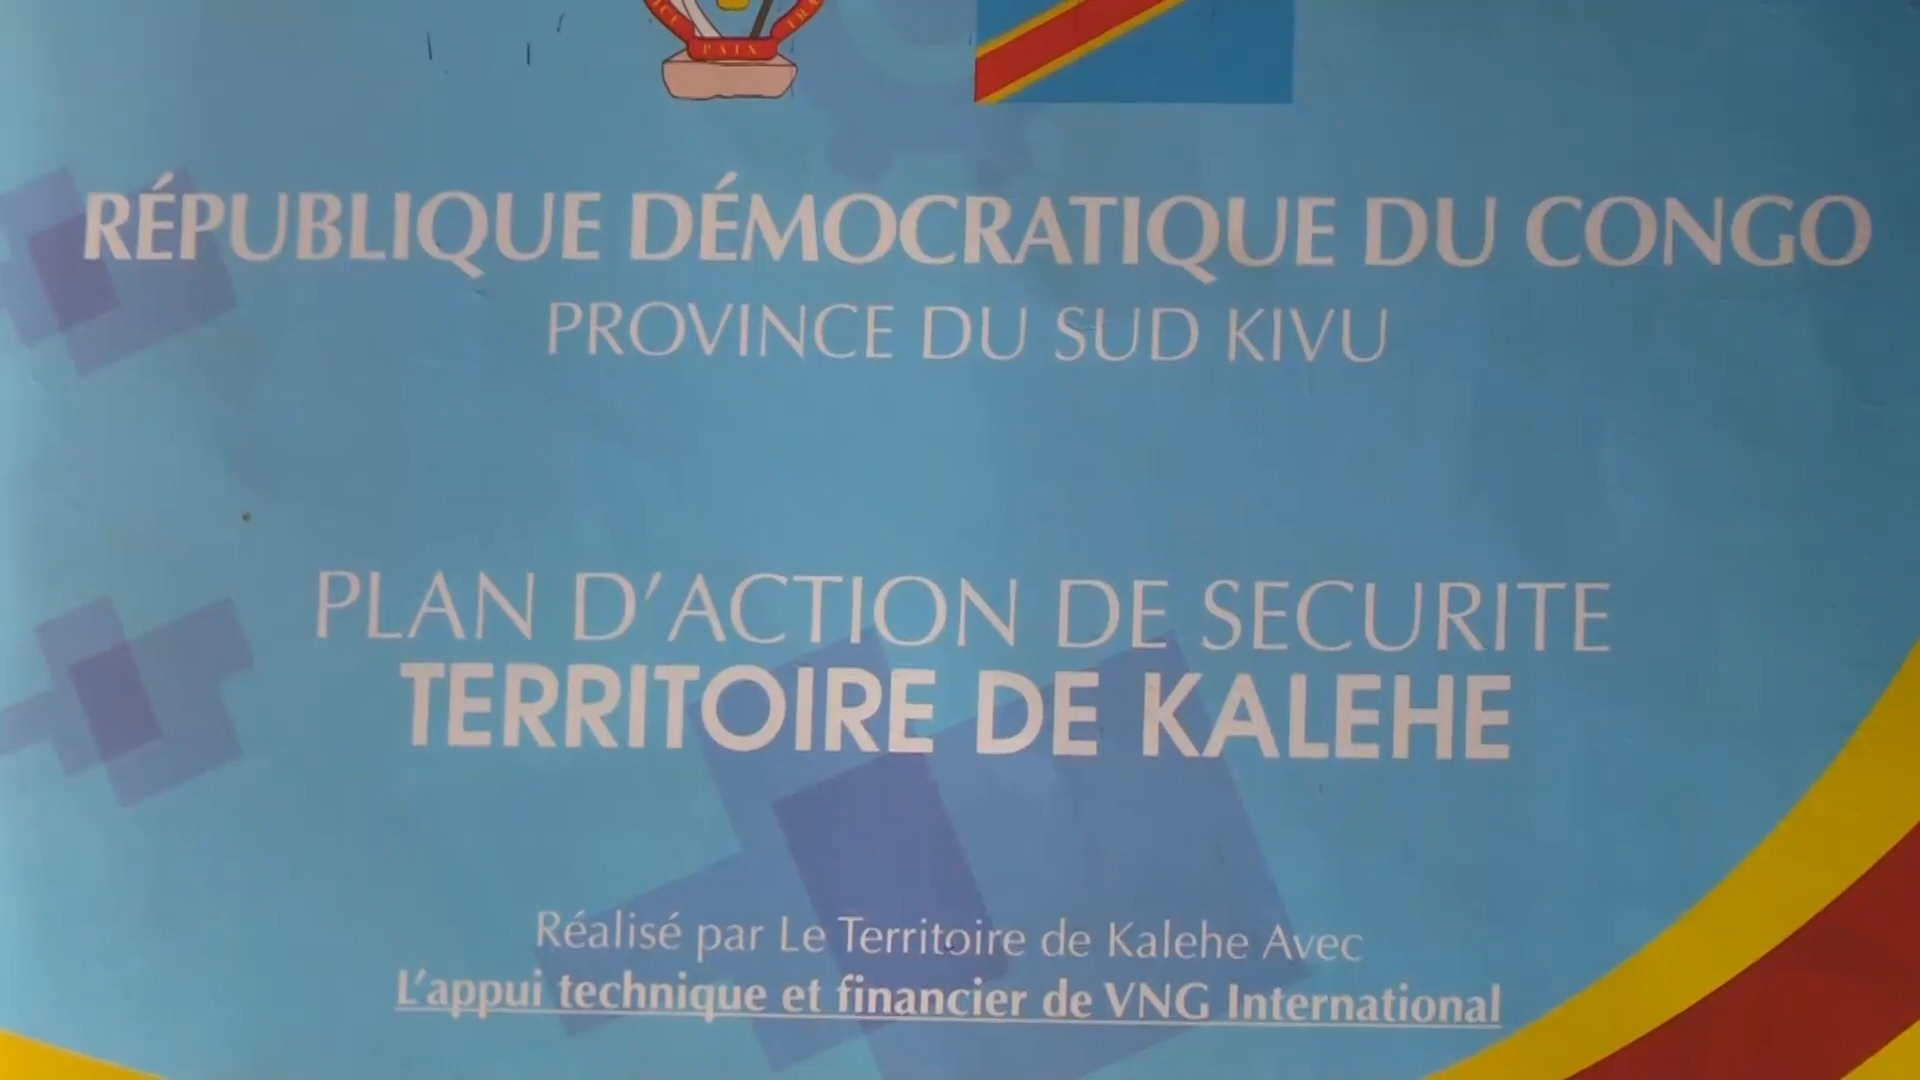 PAIX
RÉPUBLIQUE DÉMOCRATIQUE DU CONGO
PROVINCE DU SUD KIVU
PLAN D'ACTION DE SECURITE
TERRITOIRE DE KALEHE
Réalisé par Le Territoire de Kalehe Avec
L'appui technique et financier de VNG International